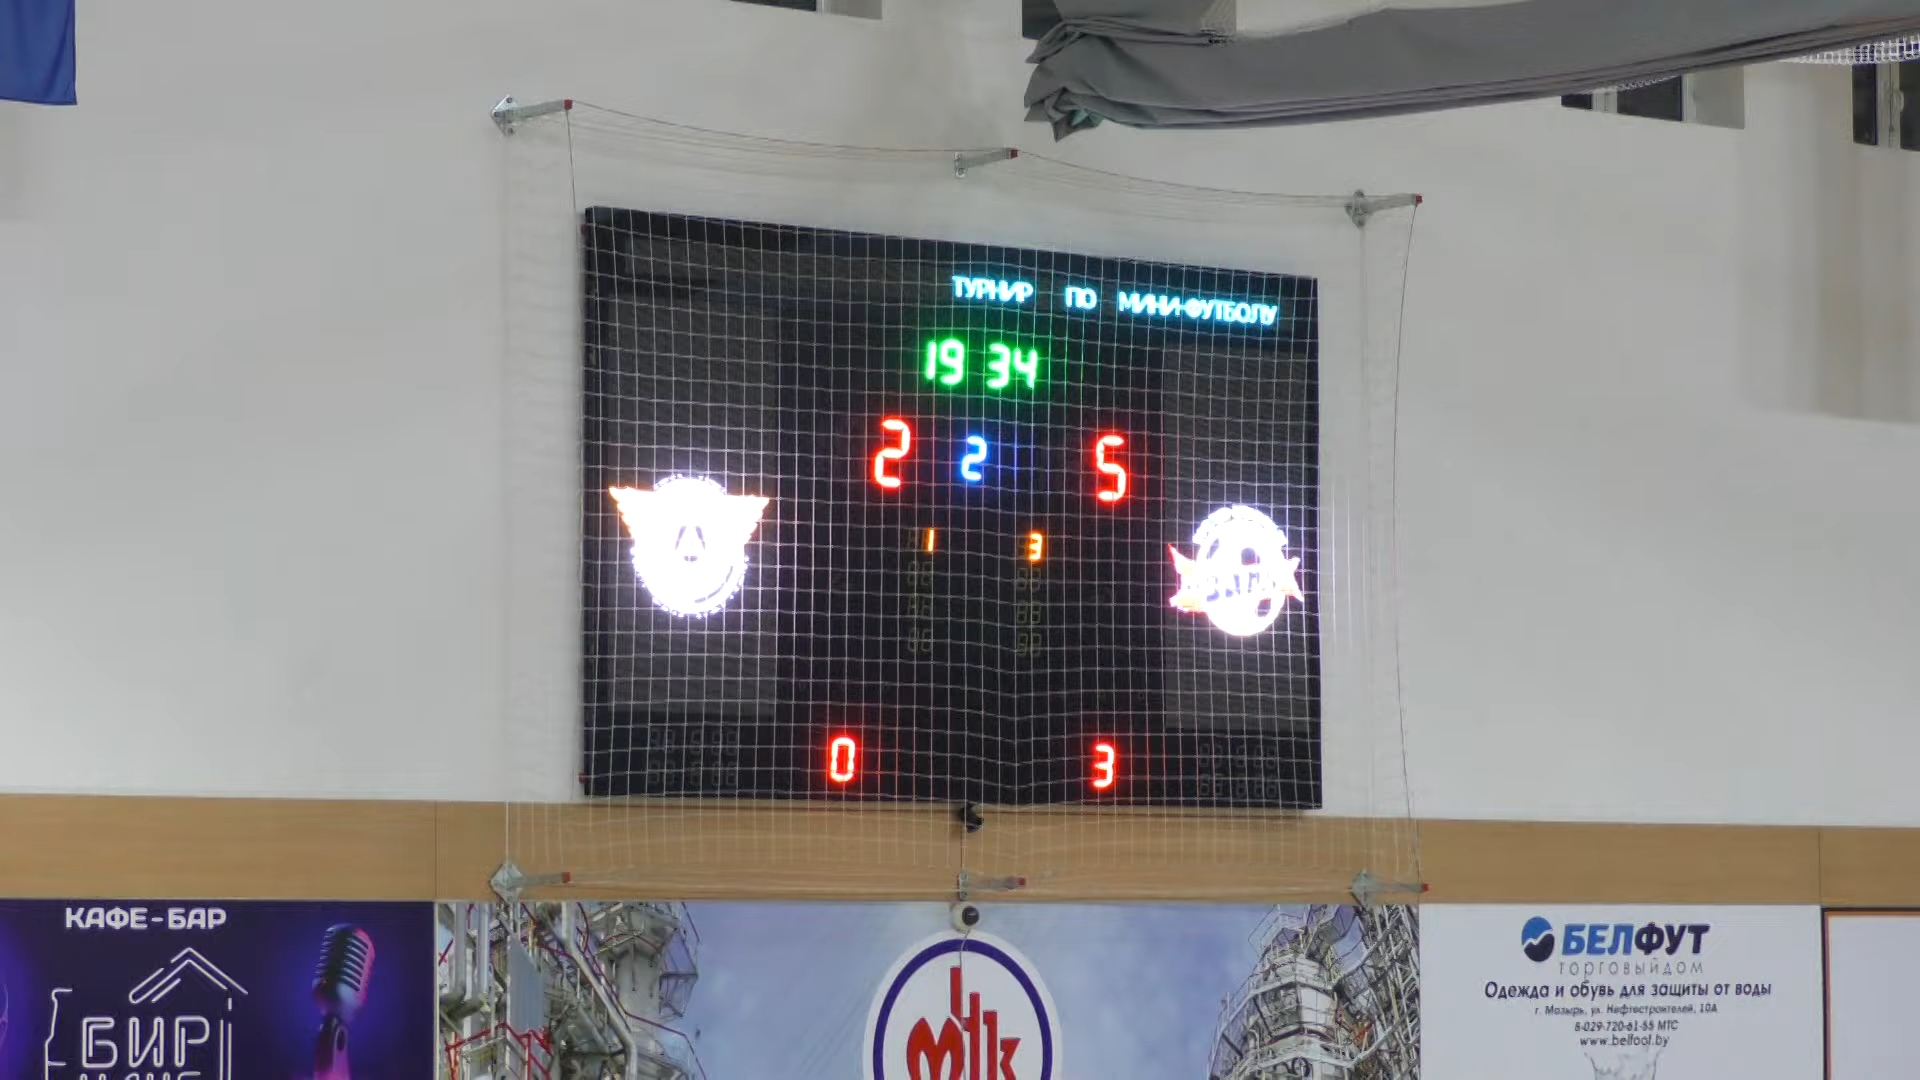 ТУРНИР ПО МИНИ-ФУТБОЛУ
19 34
2 2 5
1 3
0 3
КАФЕ-БАР
БИР
БЕЛФУТ
ТОРГОВЫЙ ДОМ
Одежда и обувь для защиты от воды
г. Мозырь, ул. Нефтестроителей, 10А
8-029-720-61-55 МТС
www.belfoot.by